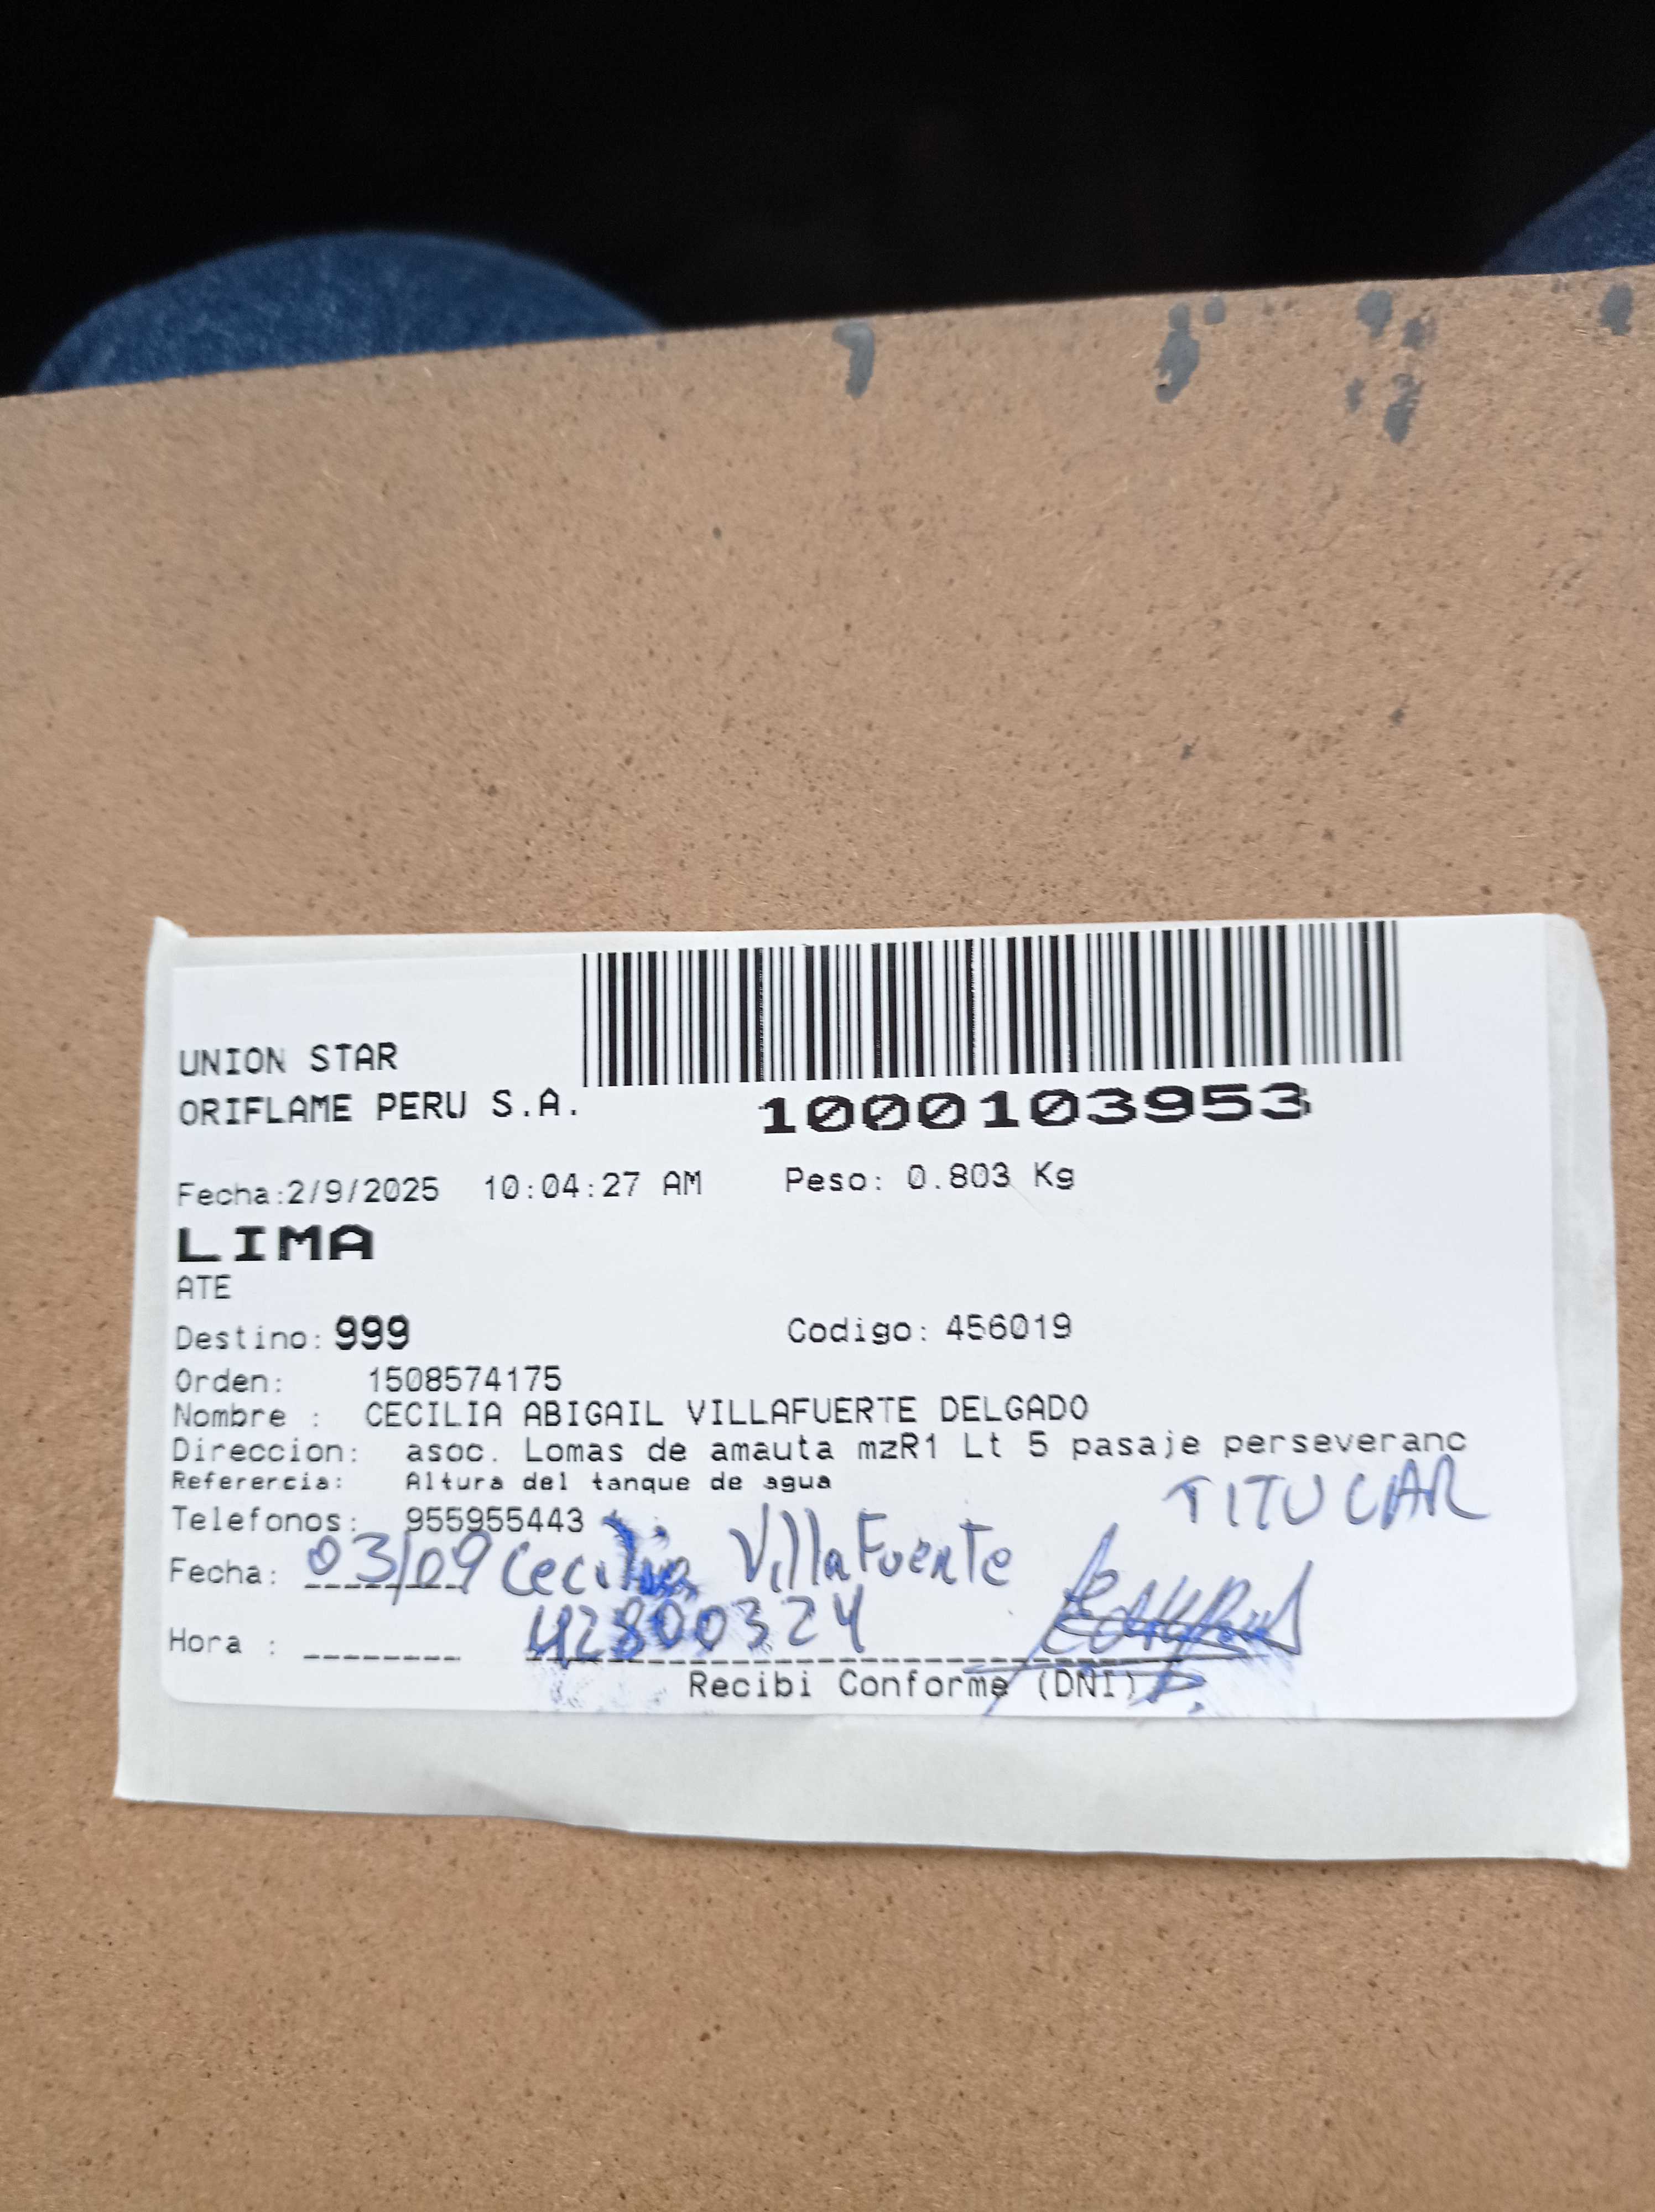 UNION STAR
ORIFLAME PERU S.A.
1000103953
Fecha:2/9/2025 10:04:27 AM Peso: 0.803 Kg
LIMA
ATE
Destino: 999 Codigo: 456019
Orden: 1508574175
Nombre : CECILIA ABIGAIL VILLAFUERTE DELGADO
Direccion: asoc. Lomas de amauta mzR1 Lt 5 pasaje perseveranc
Referercia: Altura del tanque de agua
TITULAR
Telefonos: 955955443
Fecha: 03/09 Cecilia VillaFuente
Hora : 42800324
Recibi Conforme (DNI)